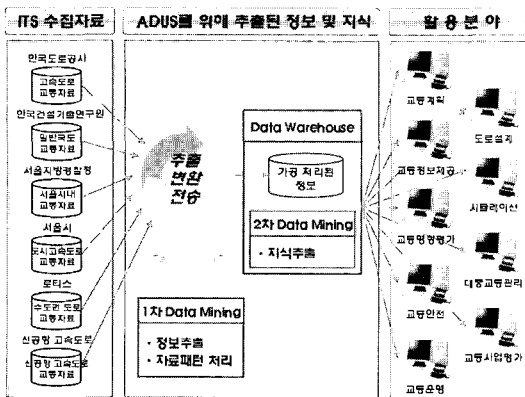 ITS 수집자료
한국도로공사
고속도로
교통자료
한국건설기술연구원
일반국도
교통자료
서울지방경찰청
서울시내
교통자료
서울시
도시고속도로
교통자료
로티스
수도권 도로
교통자료
신공항 고속도로
신공항 고속도로
교통자료
ADUS를 위해 추출된 정보 및 지식
추출
변환
전송
1차 Data Mining
· 정보추출
· 자료패턴 처리
Data Warehouse
가공 처리된
정보
2차 Data Mining
· 지식추출
활용분야
교통계획
도로설계
교통정보제공
시뮬레이션
교통영향평가
대중교통관리
교통안전
교통사업평가
교통운영